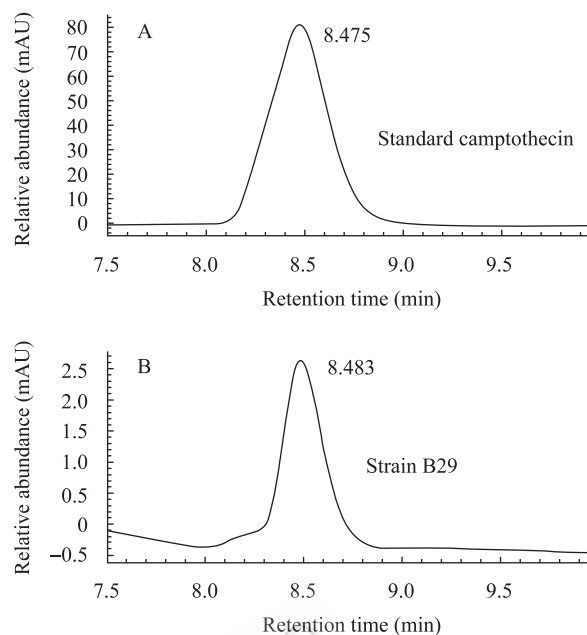 A
8.475
Relative abundance (mAU)
80
70
60
50
40
30
20
10
0
Standard camptothecin
7.5 8.0 8.5 9.0 9.5
Retention time (min)
B
8.483
Relative abundance (mAU)
2.5
2.0
1.5
1.0
0.5
0
−0.5
Strain B29
7.5 8.0 8.5 9.0 9.5
Retention time (min)